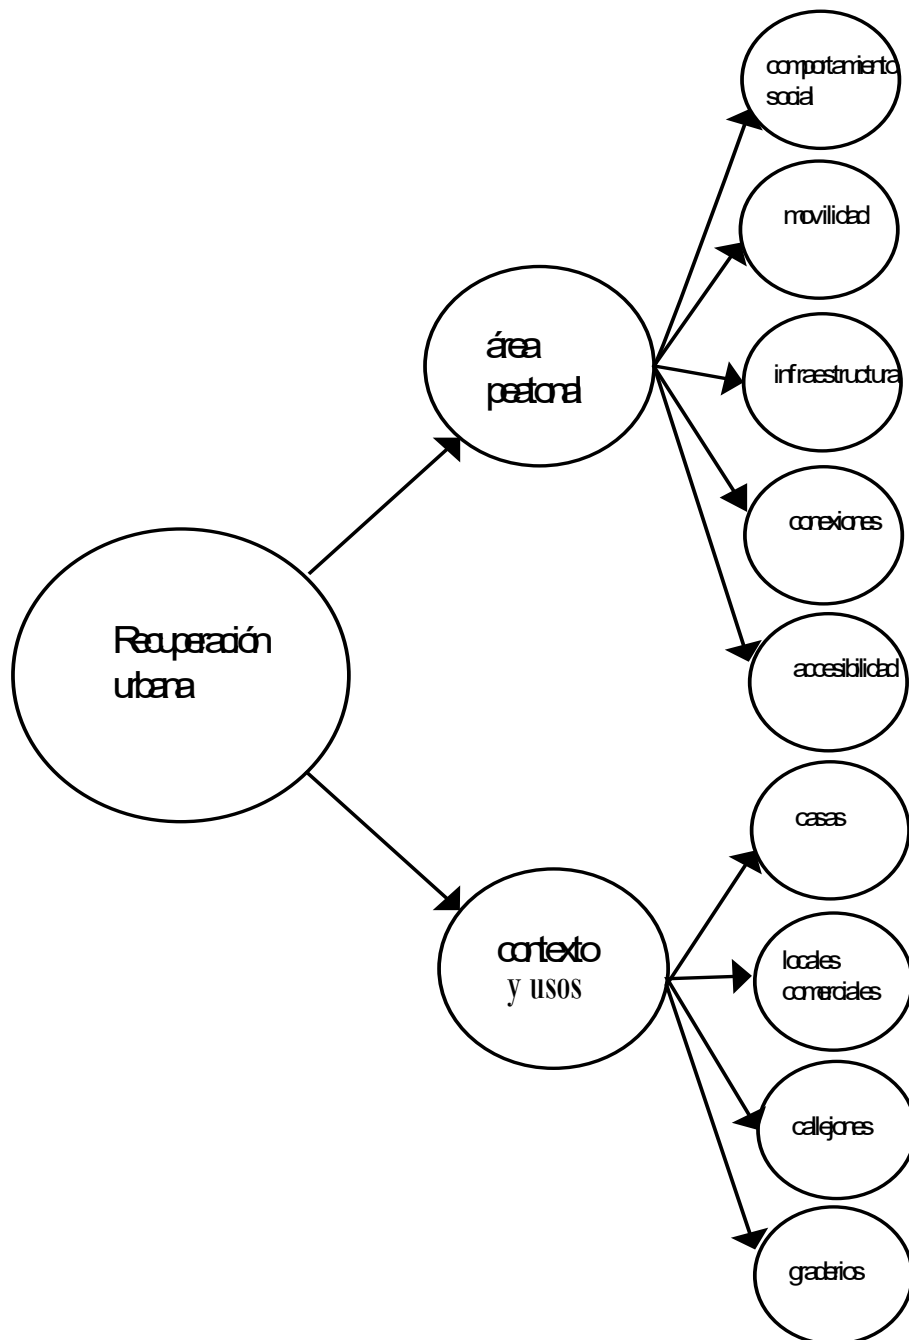 comportamiento
social
movilidad
área
peatonal
infraestructura
conexiones
Recuperación
urbana
accesibilidad
casas
contexto
y usos
locales
comerciales
callejones
graderios